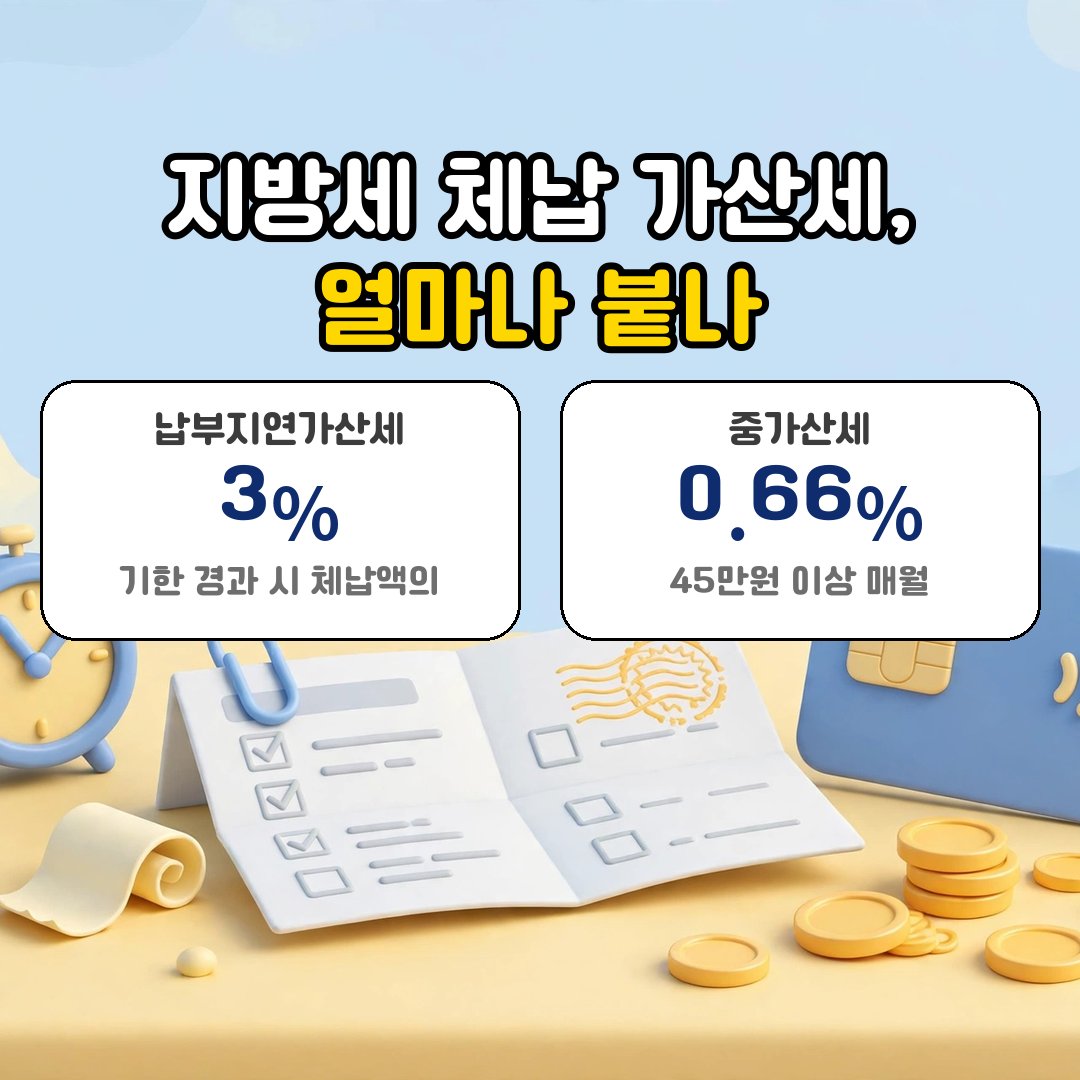 지방세 체납 가산세,
얼마나 붙나
납부지연가산세
3%
기한 경과 시 체납액의
중가산세
0.66%
45만원 이상 매월